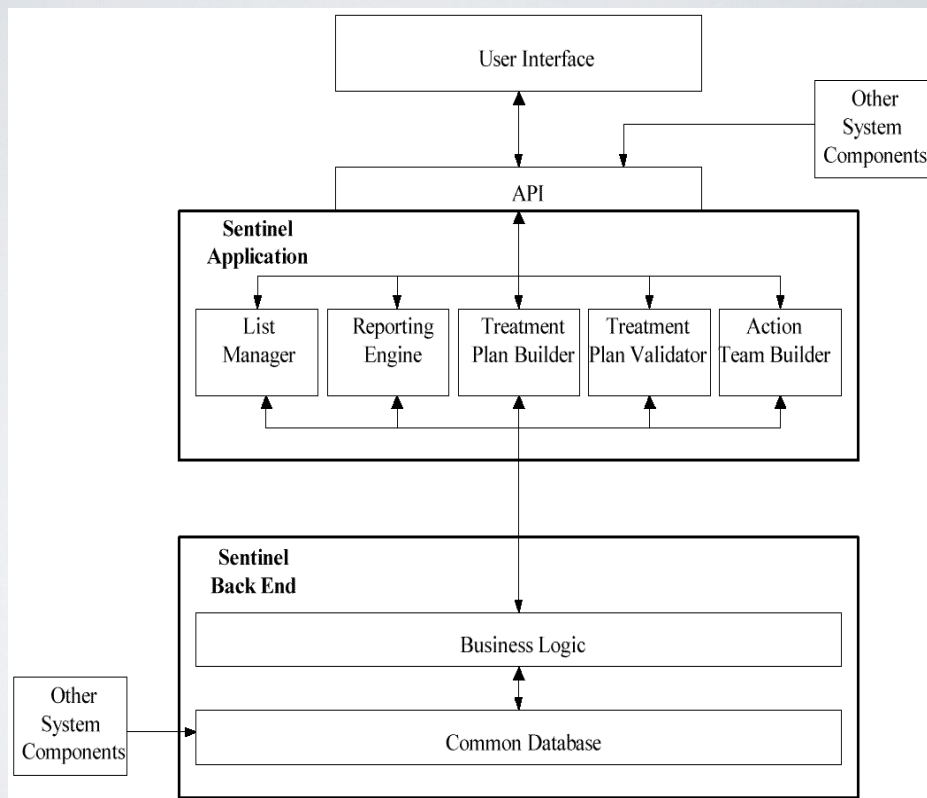 User Interface
Other
System
Components
API
Sentinel
Application
List
Manager
Reporting
Engine
Treatment
Plan Builder
Treatment
Plan Validator
Action
Team Builder
Sentinel
Back End
Business Logic
Other
System
Components
Common Database